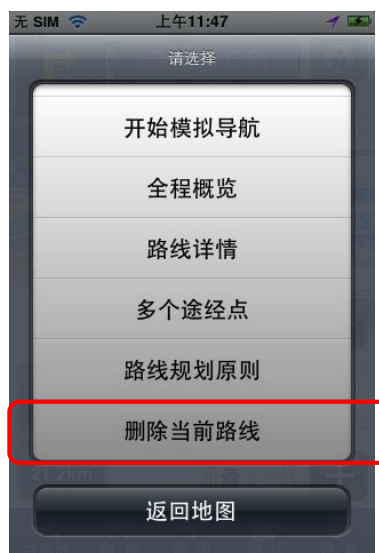 无 SIM 上午11:47
请选择
开始模拟导航
全程概览
路线详情
多个途经点
路线规划原则
删除当前路线
21.2km
返回地图